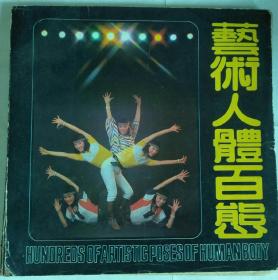 藝術人體百態
HUNDREDS OF ARTISTIC POSES OF HUMAN BODY